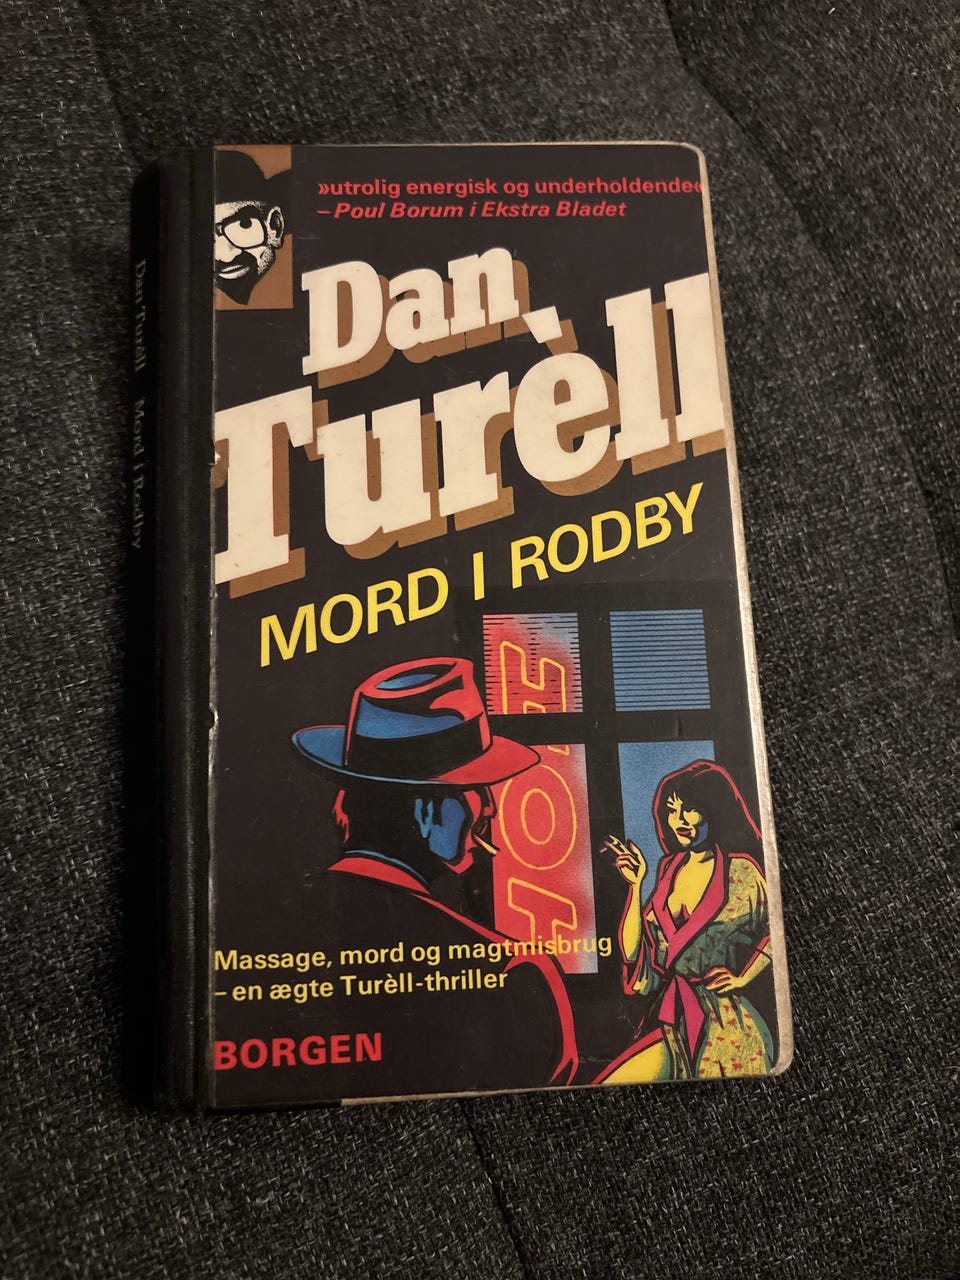 »utrolig energisk og underholdende«
– Poul Borum i Ekstra Bladet
Dan
Turèll
MORD I RODBY
HOT
Massage, mord og magtmisbrug
– en ægte Turèll-thriller
BORGEN
Dan Turèll Mord i Rodby